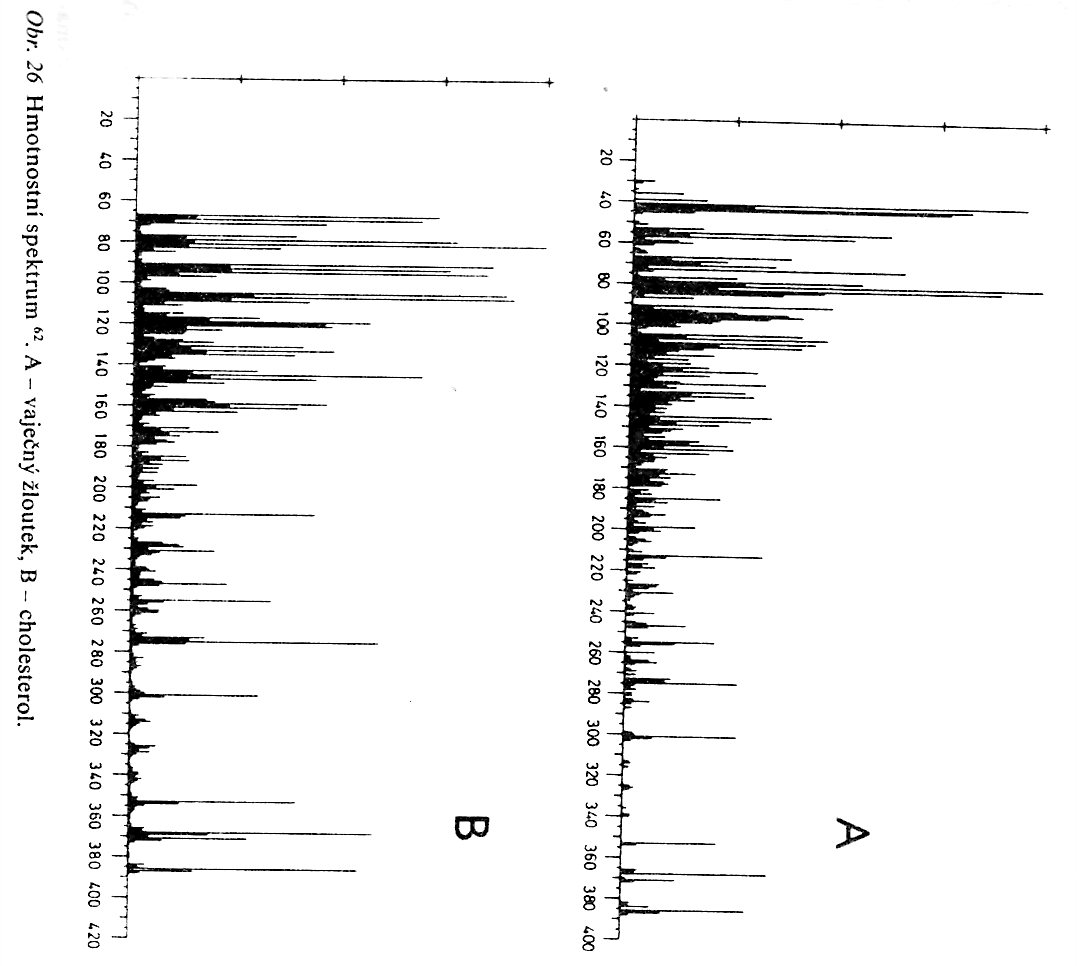 A
20 40 60 80 100 120 140 160 180 200 220 240 260 280 300 320 340 360 380 400
B
20 40 60 80 100 120 140 160 180 200 220 240 260 280 300 320 340 360 380 400 420
Obr. 26 Hmotnostní spektrum ⁶². A – vaječný žloutek, B – cholesterol.